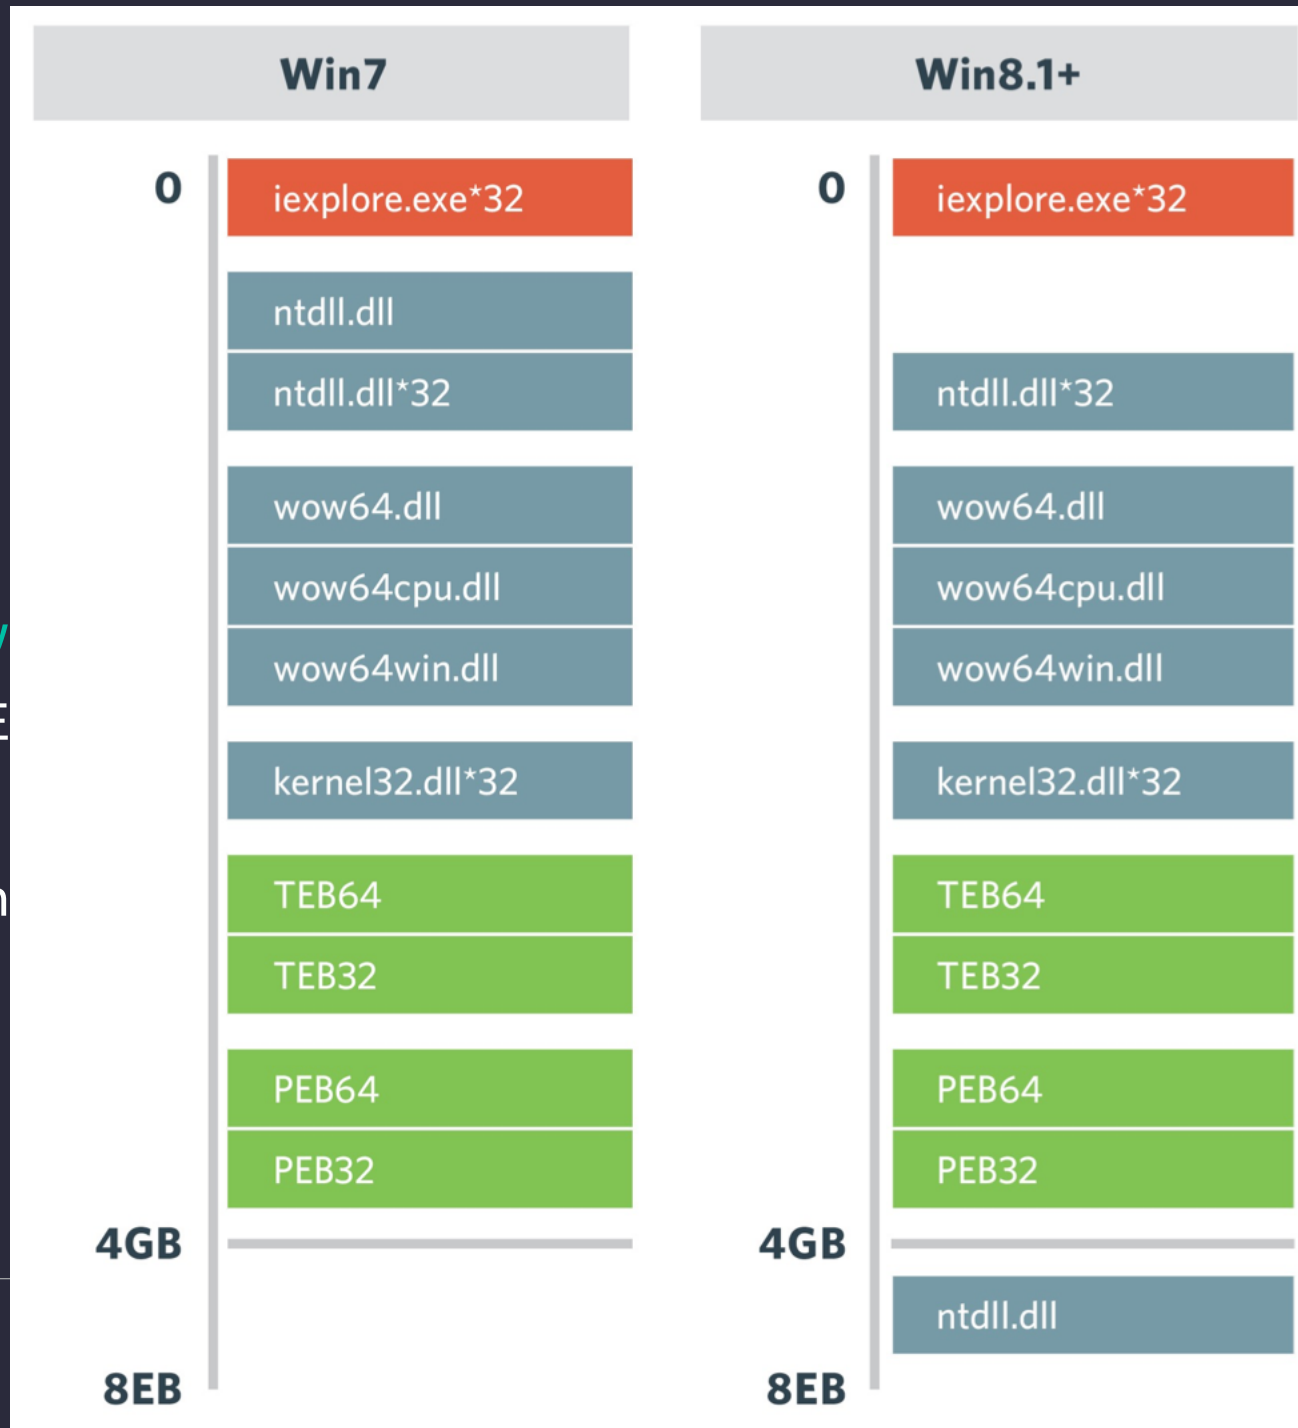 Win7
0
iexplore.exe*32
ntdll.dll
ntdll.dll*32
wow64.dll
wow64cpu.dll
wow64win.dll
kernel32.dll*32
TEB64
TEB32
PEB64
PEB32
4GB
8EB
Win8.1+
0
iexplore.exe*32
ntdll.dll*32
wow64.dll
wow64cpu.dll
wow64win.dll
kernel32.dll*32
TEB64
TEB32
PEB64
PEB32
4GB
ntdll.dll
8EB